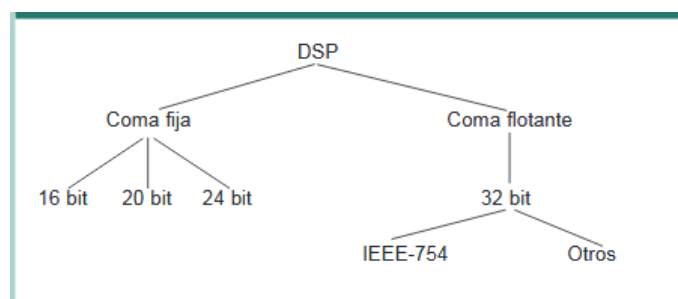 DSP
Coma fija Coma flotante
16 bit 20 bit 24 bit 32 bit
IEEE-754 Otros